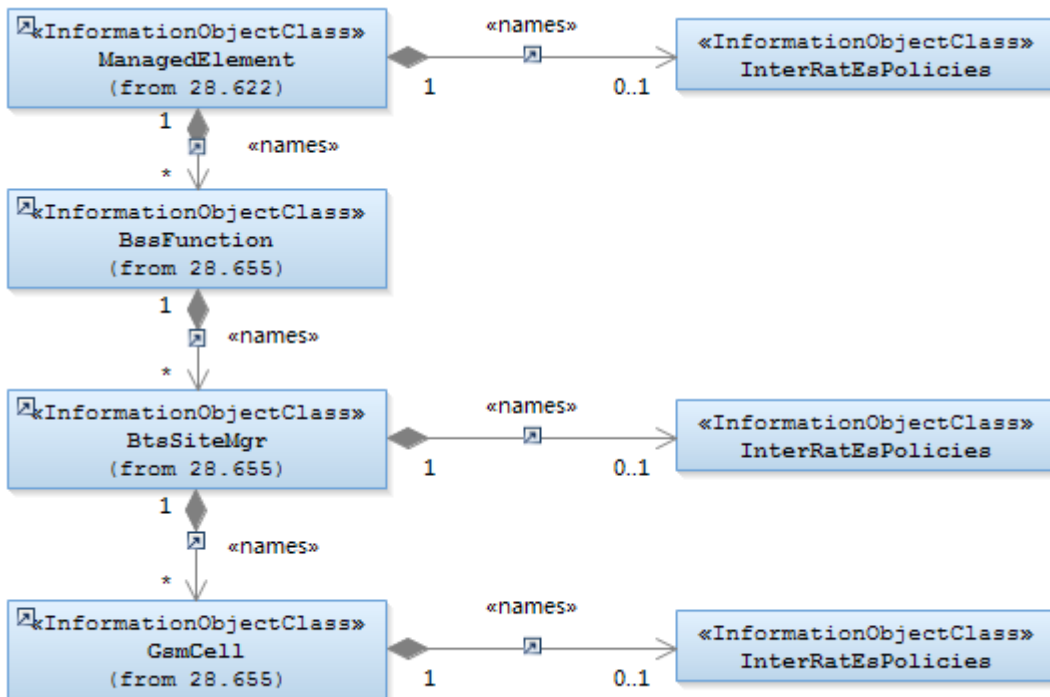 «InformationObjectClass»
ManagedElement
(from 28.622)
«names»
1
0..1
«InformationObjectClass»
InterRatEsPolicies
1
«names»
*
«InformationObjectClass»
BssFunction
(from 28.655)
1
«names»
*
«InformationObjectClass»
BtsSiteMgr
(from 28.655)
«names»
1
0..1
«InformationObjectClass»
InterRatEsPolicies
1
«names»
*
«InformationObjectClass»
GsmCell
(from 28.655)
«names»
1
0..1
«InformationObjectClass»
InterRatEsPolicies